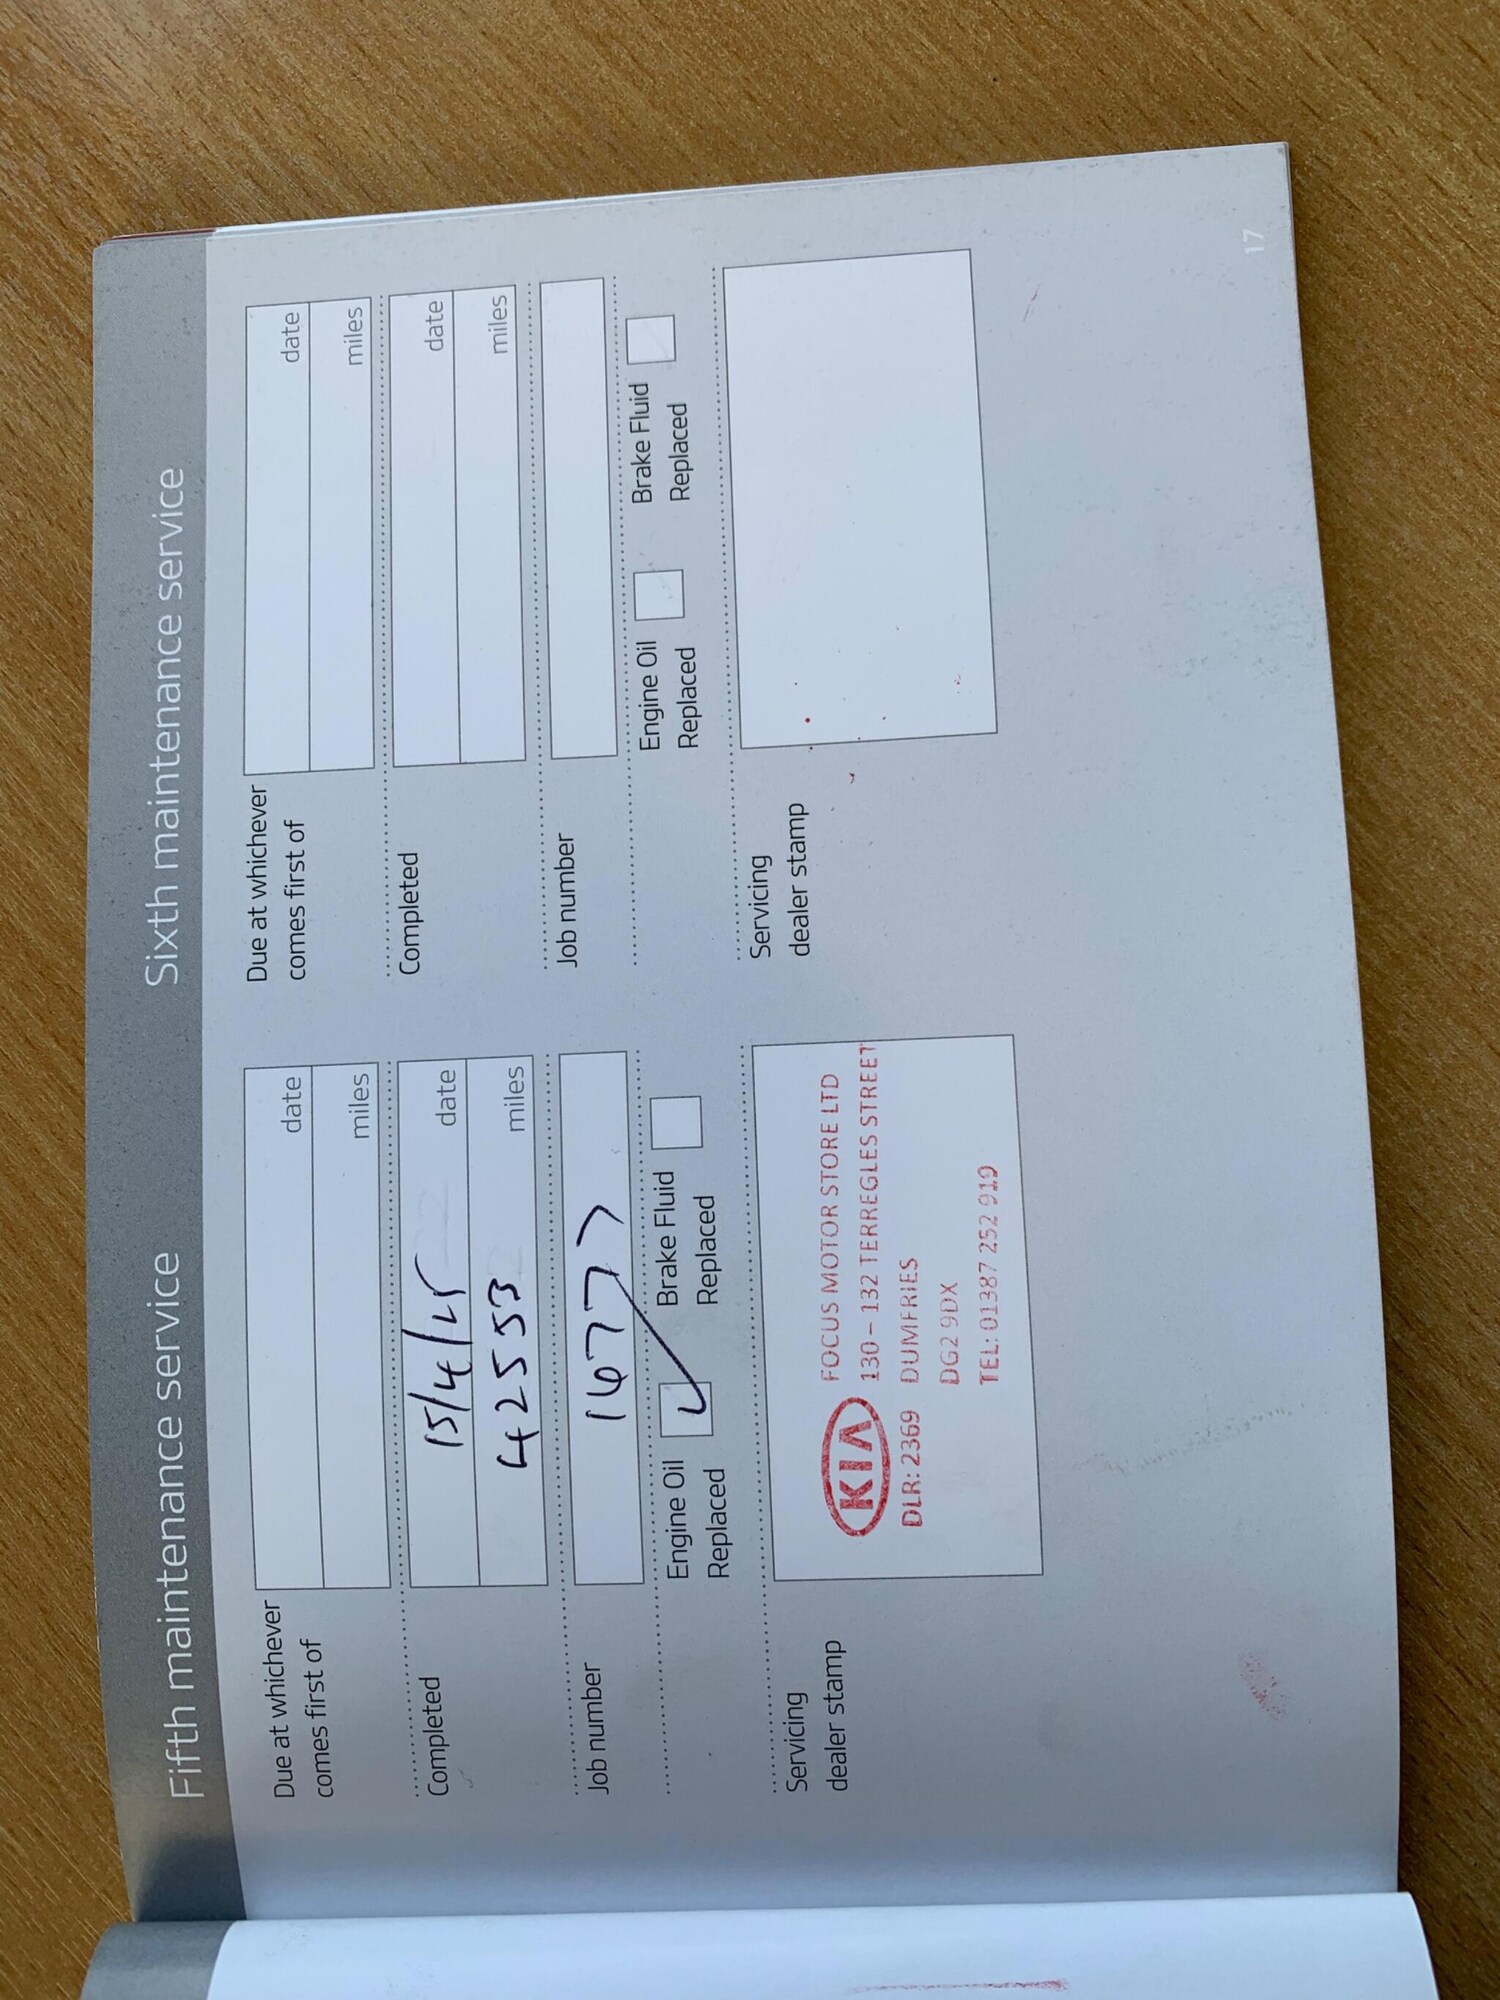 Fifth maintenance service
Due at whichever
comes first of
date
miles
Completed
15/4/25 date
42553 miles
Job number
16777
Engine Oil
Replaced
Brake Fluid
Replaced
Servicing
dealer stamp
KIA
DLR: 2369
FOCUS MOTOR STORE LTD
130 – 132 TERREGLES STREET
DUMFRIES
DG2 9DX
TEL: 01387 252 919
Sixth maintenance service
Due at whichever
comes first of
date
miles
Completed
date
miles
Job number
Engine Oil
Replaced
Brake Fluid
Replaced
Servicing
dealer stamp
17